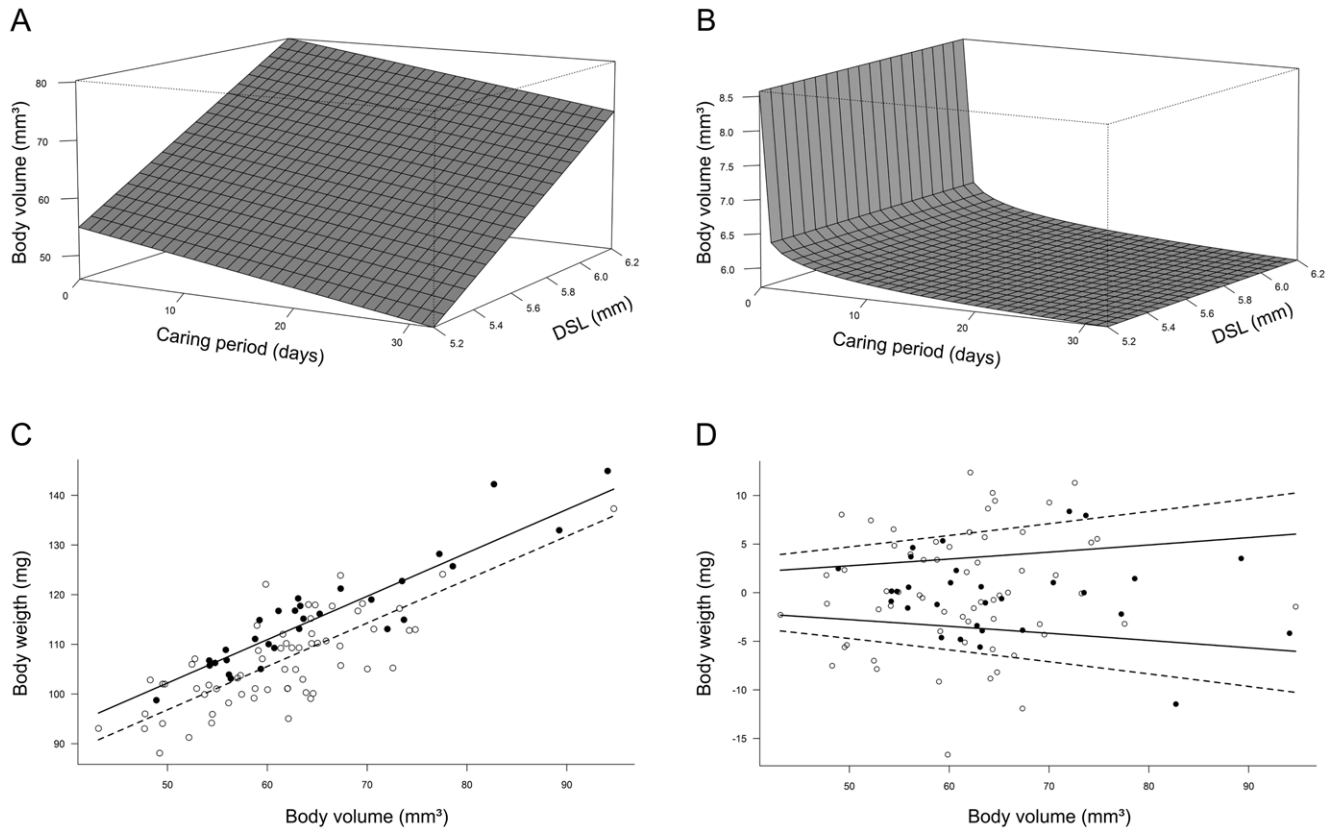 A
80
70
60
50
Body volume (mm³)
0
10
20
30
Caring period (days)
5.2
5.4
5.6
5.8
6.0
6.2
DSL (mm)
B
8.5
8.0
7.5
7.0
6.5
6.0
Body volume (mm³)
0
10
20
30
Caring period (days)
5.2
5.4
5.6
5.8
6.0
6.2
DSL (mm)
C
140
130
120
110
100
90
Body weigth (mg)
50 60 70 80 90
Body volume (mm³)
D
10
5
0
-5
-10
-15
Body weigth (mg)
50 60 70 80 90
Body volume (mm³)